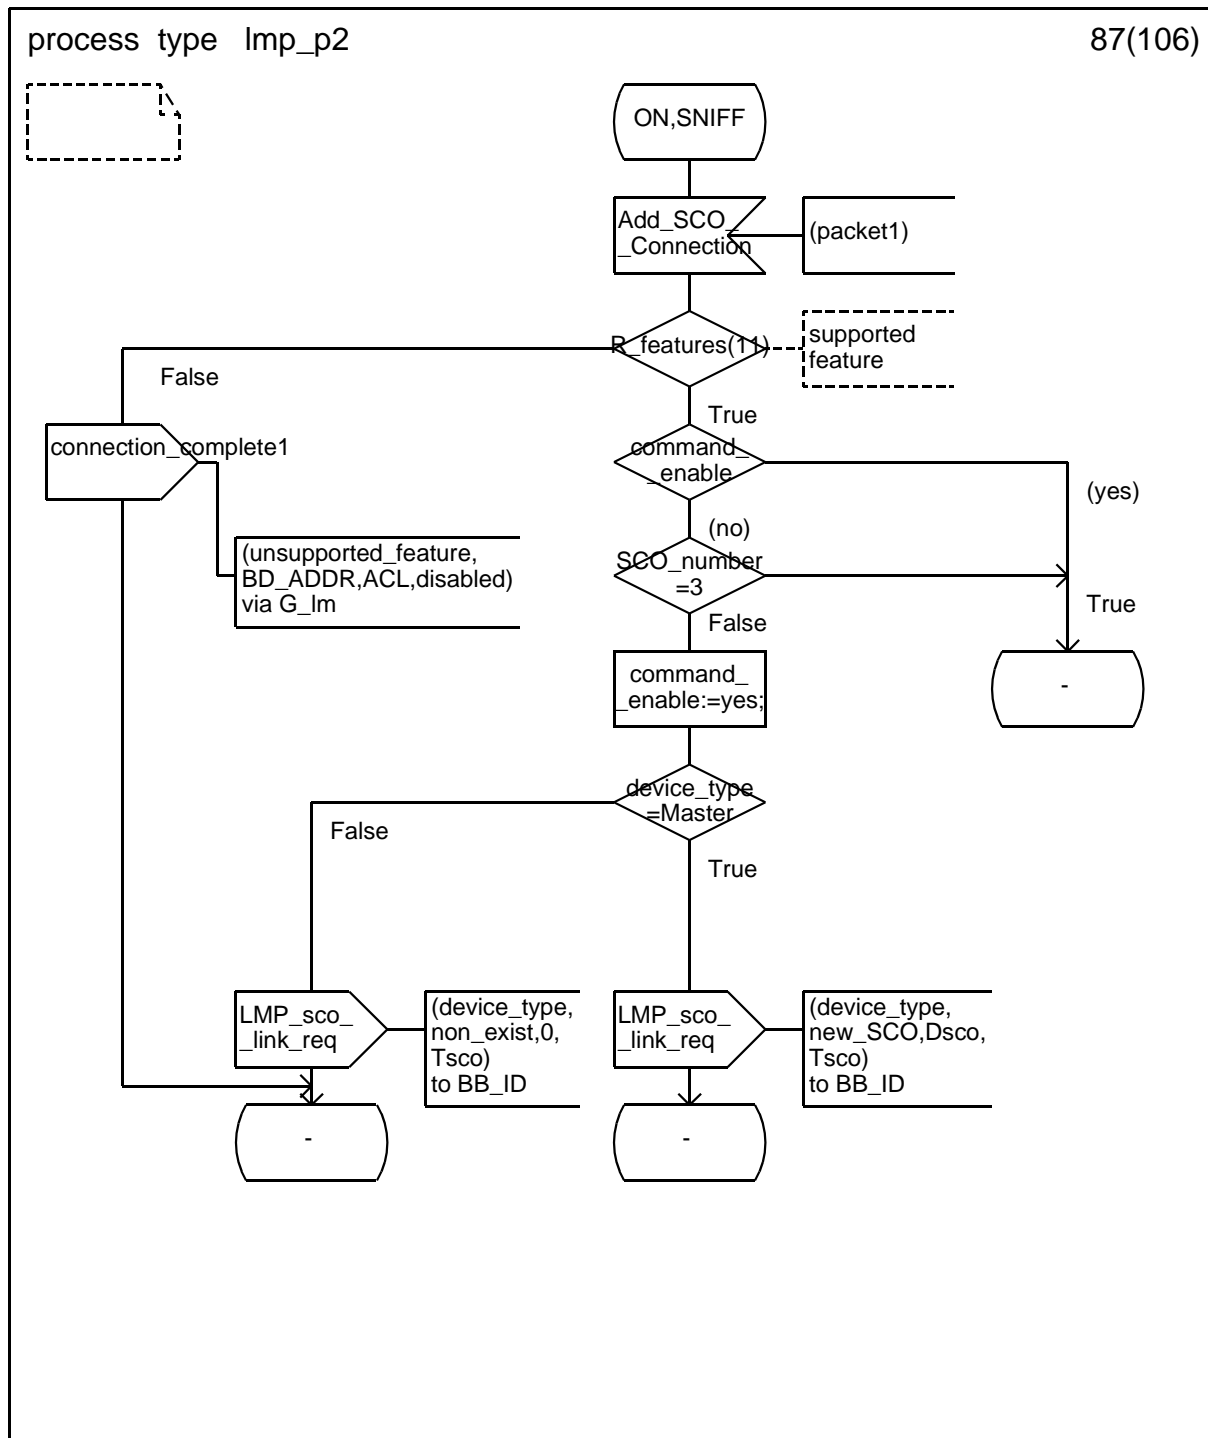 process type lmp_p2
87(106)
ON,SNIFF
Add_SCO_
_Connection
(packet1)
R_features(11)
supported
feature
False
True
connection_complete1
command_
_enable
(yes)
(no)
(unsupported_feature,
BD_ADDR,ACL,disabled)
via G_lm
SCO_number
=3
True
False
command_
_enable:=yes;
-
device_type
=Master
False
True
LMP_sco_
_link_req
(device_type,
non_exist,0,
Tsco)
to BB_ID
LMP_sco_
_link_req
(device_type,
new_SCO,Dsco,
Tsco)
to BB_ID
-
-